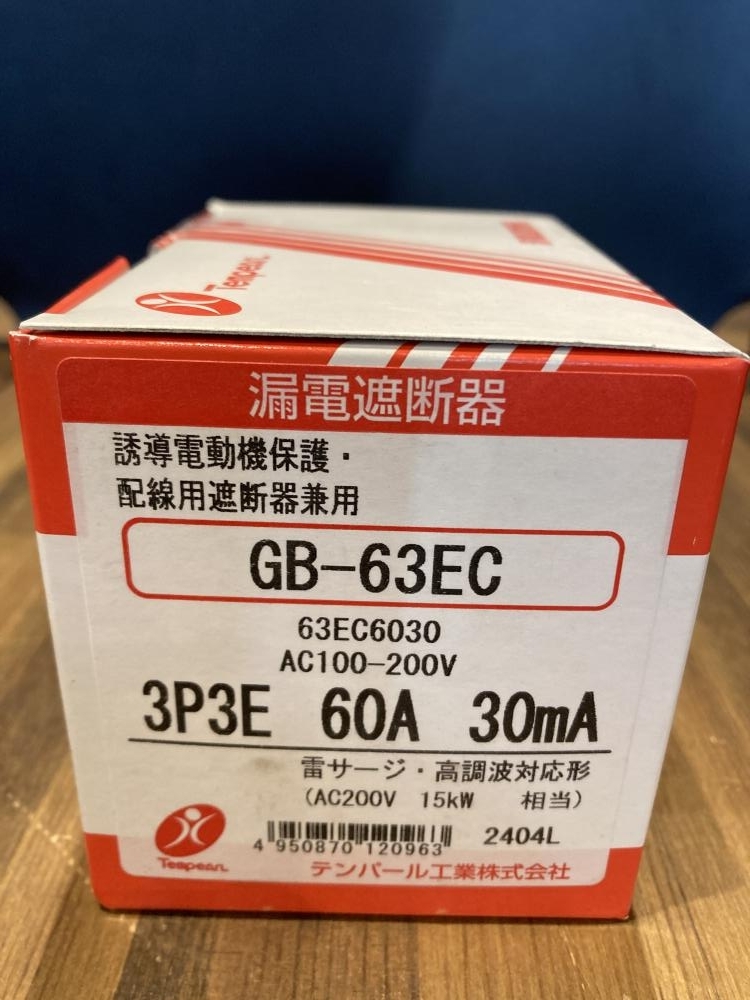 Tempearl
漏電遮断器
誘導電動機保護・
配線用遮断器兼用
GB-63EC
63EC6030
AC100-200V
3P3E 60A 30mA
雷サージ・高調波対応形
(AC200V 15kW 相当)
4 950870 120963
2404L
Tempearl
テンパール工業株式会社